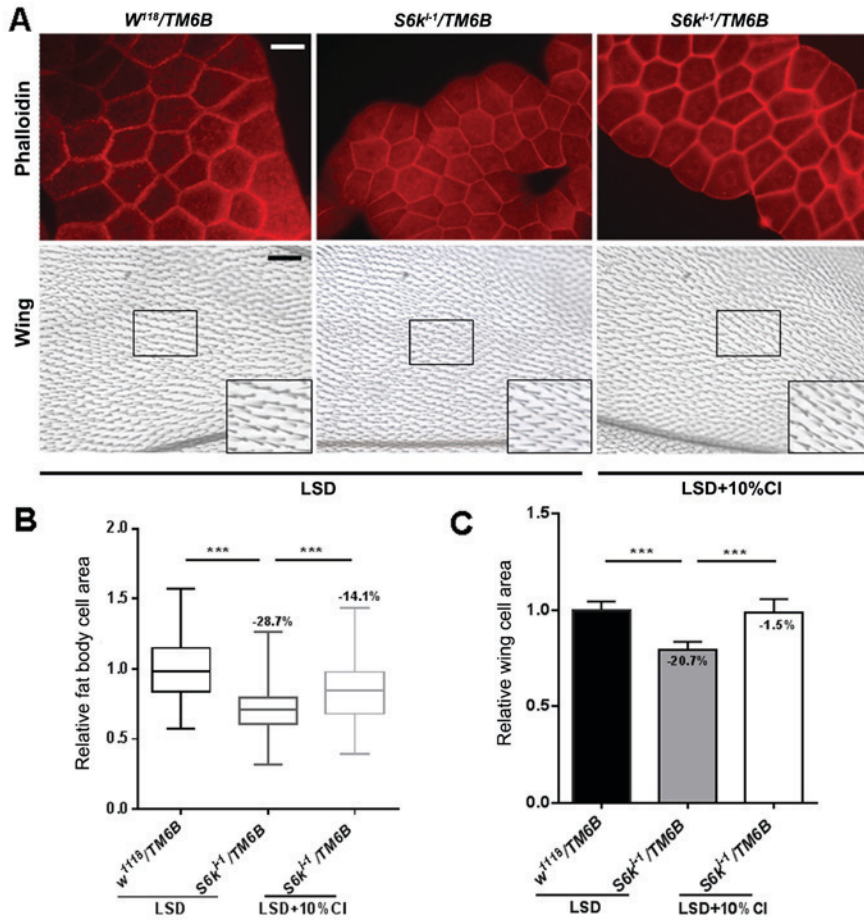 A
W¹¹⁸/TM6B
S6kˡ⁻¹/TM6B
S6kˡ⁻¹/TM6B
Phalloidin
Wing
LSD
LSD+10%CI
B
Relative fat body cell area
2.0
1.5
1.0
0.5
0.0
***
***
-28.7%
-14.1%
w¹¹¹⁸/TM6B
S6kˡ⁻¹/TM6B
S6kˡ⁻¹/TM6B
LSD
LSD+10%CI
C
Relative wing cell area
1.5
1.0
0.5
0.0
***
***
-20.7%
-1.5%
w¹¹¹⁸/TM6B
S6kˡ⁻¹/TM6B
S6kˡ⁻¹/TM6B
LSD
LSD+10%CI